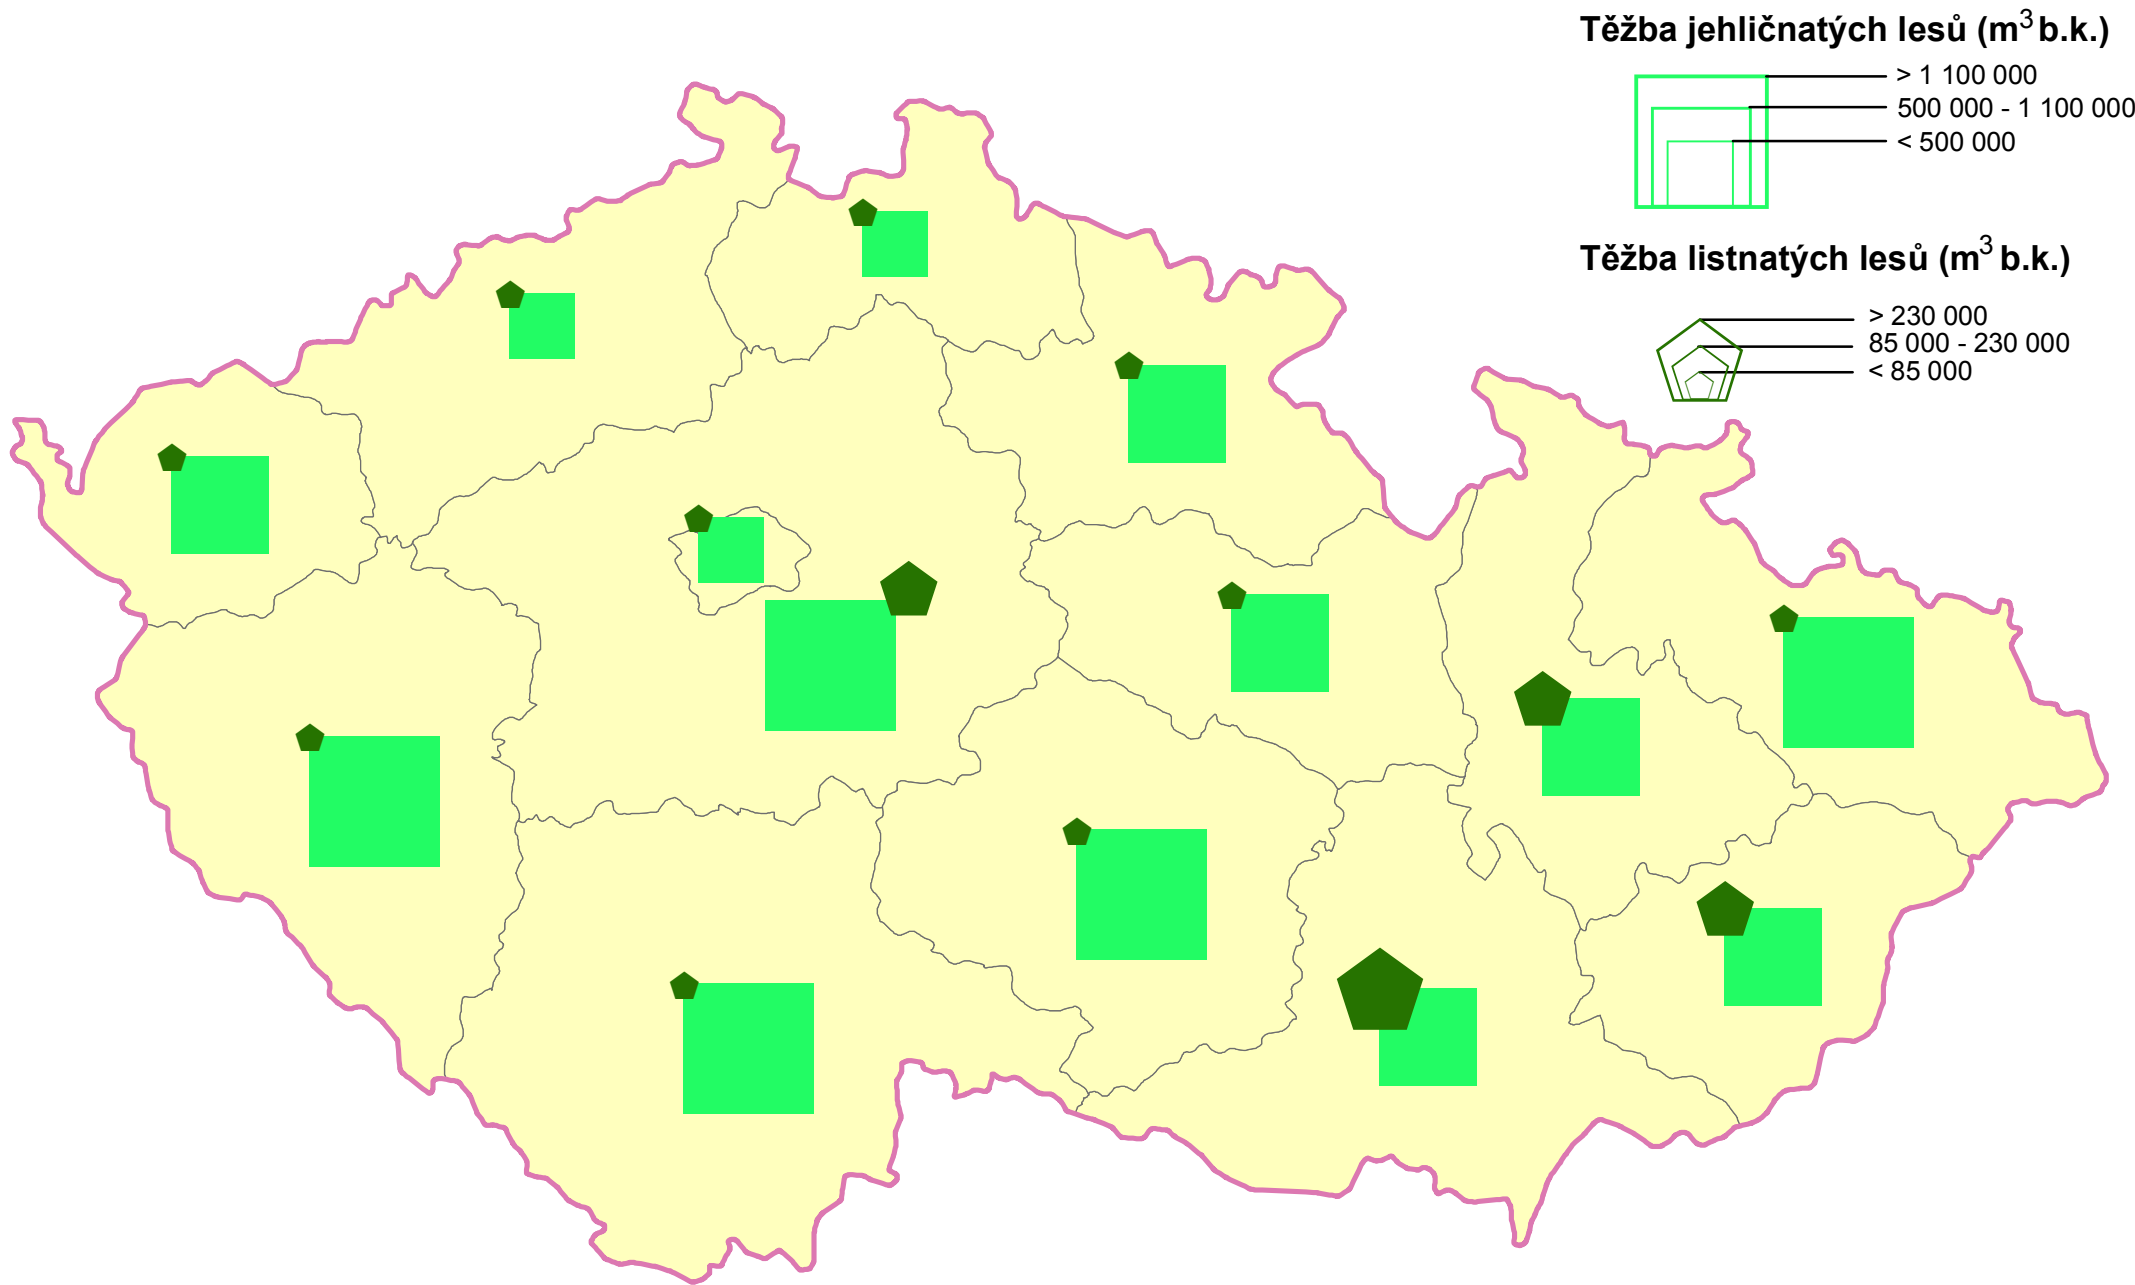 Těžba jehličnatých lesů (m³ b.k.)
> 1 100 000
500 000 - 1 100 000
< 500 000
Těžba listnatých lesů (m³ b.k.)
> 230 000
85 000 - 230 000
< 85 000